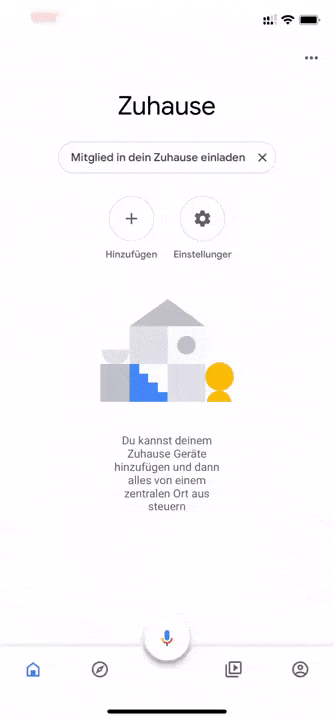 Zuhause
Mitglied in dein Zuhause einladen
Hinzufügen
Einstellungen
Du kannst deinem
Zuhause Geräte
hinzufügen und dann
alles von einem
zentralen Ort aus
steuern